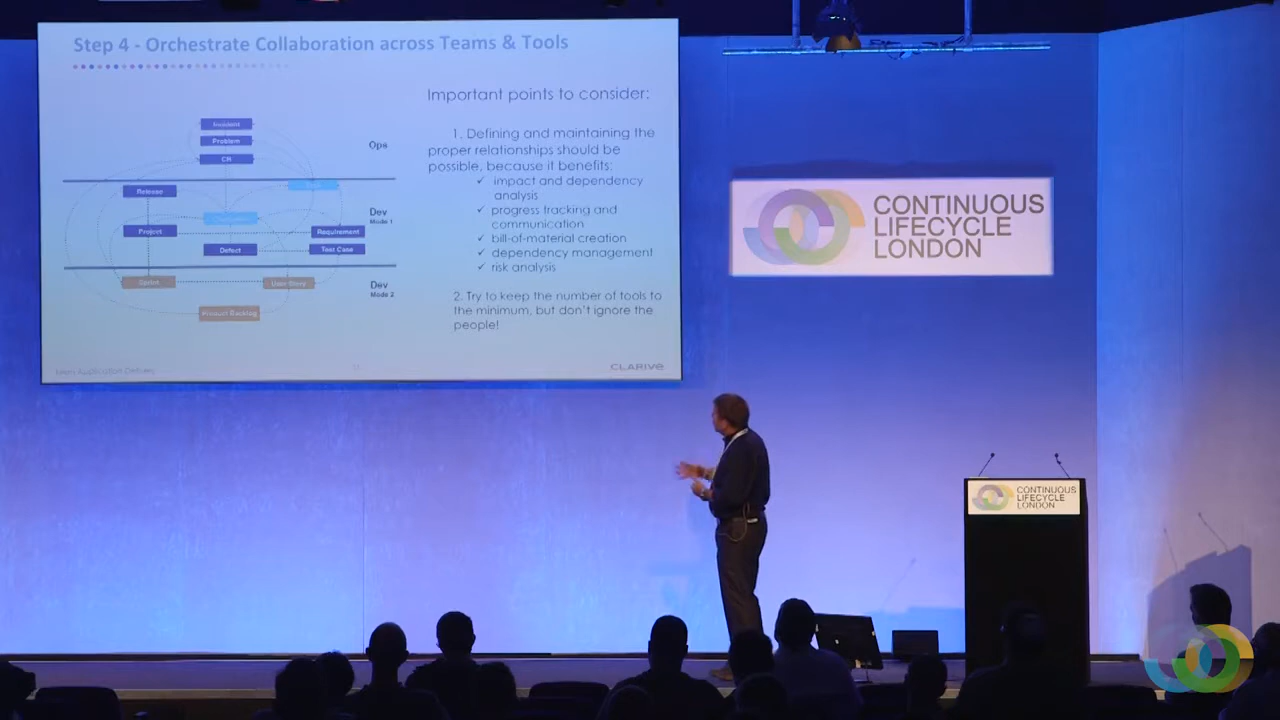 Step 4 - Orchestrate Collaboration across Teams & Tools
Important points to consider:
1. Defining and maintaining the
proper relationships should be
possible, because it benefits:
✓ impact and dependency
analysis
✓ progress tracking and
communication
✓ bill-of-material creation
✓ dependency management
✓ risk analysis
2. Try to keep the number of tools to
the minimum, but don't ignore the
people!
Incident
Problem
CR
Ops
Release
Dev
Mode 1
Project
Requirement
Defect
Test Case
Sprint
User Story
Dev
Mode 2
Product Backlog
Application Delivery
CLARIVE
CONTINUOUS
LIFECYCLE
LONDON
CONTINUOUS
LIFECYCLE
LONDON